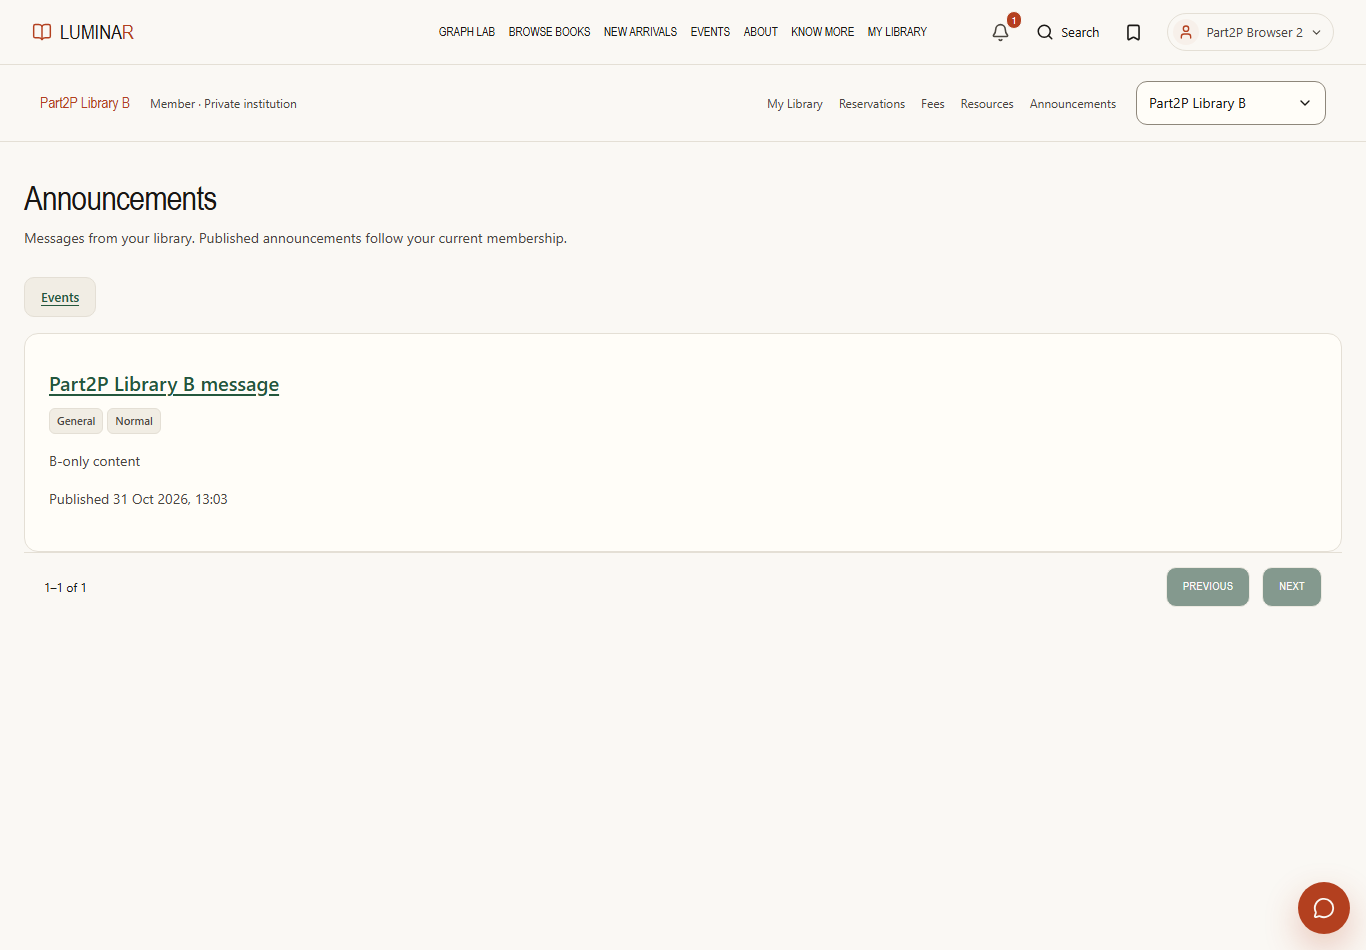 LUMINAR
GRAPH LAB BROWSE BOOKS NEW ARRIVALS EVENTS ABOUT KNOW MORE MY LIBRARY
1
Search
Part2P Browser 2
Part2P Library B
Member · Private institution
My Library Reservations Fees Resources Announcements
Part2P Library B
Announcements
Messages from your library. Published announcements follow your current membership.
Events
Part2P Library B message
General Normal
B-only content
Published 31 Oct 2026, 13:03
1–1 of 1
PREVIOUS NEXT